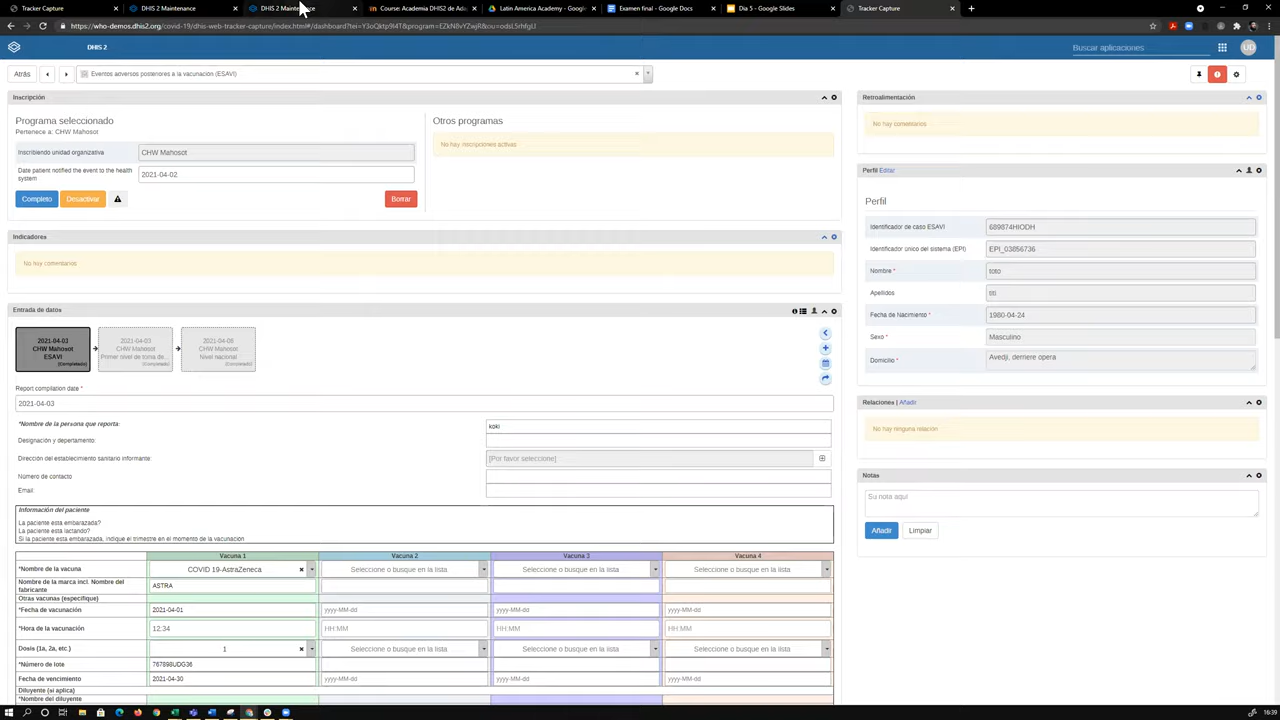 Tracker Capture
DHIS 2 Maintenance
DHIS 2 Maintenance
Course: Academia DHIS2 de Ad
Latin America Academy - Google
Examen final - Google Docs
Dia 5 - Google Slides
Tracker Capture
https://who-demos.dhis2.org/covid-19/dhis-web-tracker-capture/index.html#/dashboard?tei=
DHIS 2
Buscar aplicaciones
UD
Atrás
Eventos adversos posteriores a la vacunación (ESAVI)
Inscripción
Programa seleccionado
Pertenece a: CHW Mahosot
Inscribiendo unidad organizativa
CHW Mahosot
Date patient notified the event to the health system
2021-04-02
Completo
Desactivar
Borrar
Otros programas
No hay inscripciones activas
Indicadores
No hay comentarios
Entrada de datos
2021-04-03
CHW Mahosot
ESAVI
[Completado]
2021-04-03
CHW Mahosot
Primer nivel de toma de...
[Completado]
CHW Mahosot
Nivel nacional
[Completado]
Report compilation date *
2021-04-03
*Nombre de la persona que reporta:
koki
Designación y departamento:
Dirección del establecimiento sanitario informante:
[Por favor seleccione]
Número de contacto
Email:
Información del paciente
La paciente esta embarazada?
La paciente esta lactando?
Si la paciente esta embarazada, indique el trimestre en el momento de la vacunación
Vacuna 1
Vacuna 2
Vacuna 3
Vacuna 4
*Nombre de la vacuna
COVID 19-AstraZeneca
Seleccione o busque en la lista
Seleccione o busque en la lista
Seleccione o busque en la lista
Nombre de la marca incl. Nombre del fabricante
ASTRA
Otras vacunas (especifique)
*Fecha de vacunación
2021-04-01
yyyy-MM-dd
yyyy-MM-dd
yyyy-MM-dd
*Hora de la vacunación
12:34
HH:MM
HH:MM
HH:MM
Dosis (1a, 2a, etc.)
1
Seleccione o busque en la lista
Seleccione o busque en la lista
Seleccione o busque en la lista
*Número de lote
767898UDG36
Fecha de vencimiento
2021-04-30
yyyy-MM-dd
yyyy-MM-dd
yyyy-MM-dd
Diluyente (si aplica)
*Nombre del diluyente
Retroalimentación
No hay comentarios
Perfil Editar
Perfil
Identificador de caso ESAVI
689874HIODH
Identificador único del sistema (EPI)
EPI_03856736
Nombre *
toto
Apellidos
titi
Fecha de Nacimiento *
1980-04-24
Sexo *
Masculino
Domicilio *
Avedji, derriere opera
Relaciones | Añadir
No hay ninguna relación
Notas
Su nota aqui
Añadir
Limpiar
16:39